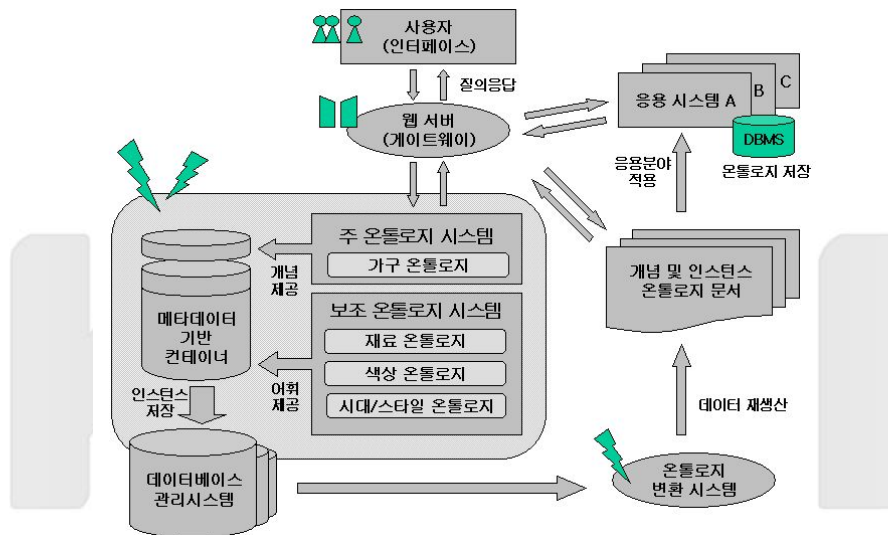 사용자
(인터페이스)
질의응답
웹 서버
(게이트웨이)
응용 시스템 A
B
C
DBMS
온톨로지 저장
응용분야
적용
주 온톨로지 시스템
가구 온톨로지
개념
제공
보조 온톨로지 시스템
재료 온톨로지
색상 온톨로지
시대/스타일 온톨로지
어휘
제공
메타데이터
기반
컨테이너
개념 및 인스턴스
온톨로지 문서
인스턴스
저장
데이터 재생산
데이터베이스
관리시스템
온톨로지
변환 시스템